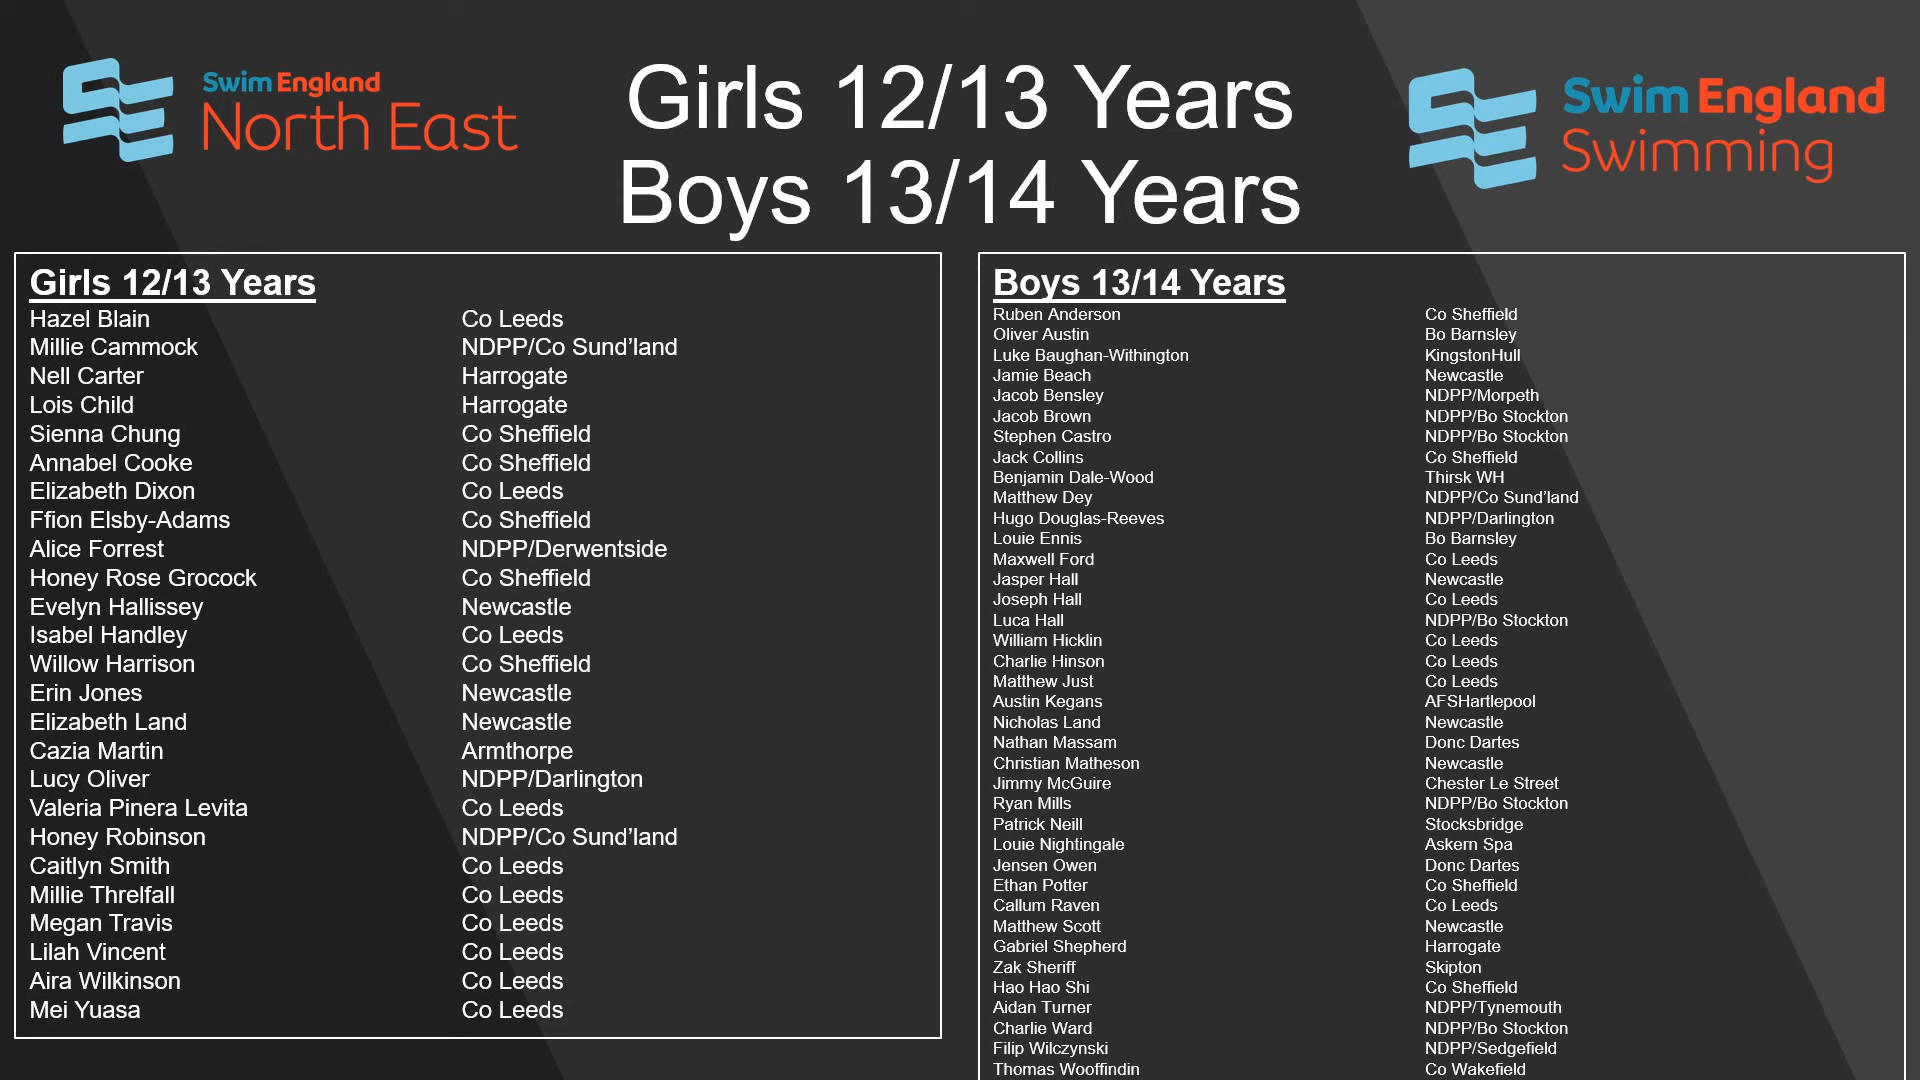 Swim England
North East
Girls 12/13 Years
Boys 13/14 Years
Swim England
Swimming
Girls 12/13 Years
Hazel Blain Co Leeds
Millie Cammock NDPP/Co Sund’land
Nell Carter Harrogate
Lois Child Harrogate
Sienna Chung Co Sheffield
Annabel Cooke Co Sheffield
Elizabeth Dixon Co Leeds
Ffion Elsby-Adams Co Sheffield
Alice Forrest NDPP/Derwentside
Honey Rose Grocock Co Sheffield
Evelyn Hallissey Newcastle
Isabel Handley Co Leeds
Willow Harrison Co Sheffield
Erin Jones Newcastle
Elizabeth Land Newcastle
Cazia Martin Armthorpe
Lucy Oliver NDPP/Darlington
Valeria Pinera Levita Co Leeds
Honey Robinson NDPP/Co Sund’land
Caitlyn Smith Co Leeds
Millie Threlfall Co Leeds
Megan Travis Co Leeds
Lilah Vincent Co Leeds
Aira Wilkinson Co Leeds
Mei Yuasa Co Leeds
Boys 13/14 Years
Ruben Anderson Co Sheffield
Oliver Austin Bo Barnsley
Luke Baughan-Withington KingstonHull
Jamie Beach Newcastle
Jacob Bensley NDPP/Morpeth
Jacob Brown NDPP/Bo Stockton
Stephen Castro NDPP/Bo Stockton
Jack Collins Co Sheffield
Benjamin Dale-Wood Thirsk WH
Matthew Dey NDPP/Co Sund’land
Hugo Douglas-Reeves NDPP/Darlington
Louie Ennis Bo Barnsley
Maxwell Ford Co Leeds
Jasper Hall Newcastle
Joseph Hall Co Leeds
Luca Hall NDPP/Bo Stockton
William Hicklin Co Leeds
Charlie Hinson Co Leeds
Matthew Just Co Leeds
Austin Kegans AFSHartlepool
Nicholas Land Newcastle
Nathan Massam Donc Dartes
Christian Matheson Newcastle
Jimmy McGuire Chester Le Street
Ryan Mills NDPP/Bo Stockton
Patrick Neill Stocksbridge
Louie Nightingale Askern Spa
Jensen Owen Donc Dartes
Ethan Potter Co Sheffield
Callum Raven Co Leeds
Matthew Scott Newcastle
Gabriel Shepherd Harrogate
Zak Sheriff Skipton
Hao Hao Shi Co Sheffield
Aidan Turner NDPP/Tynemouth
Charlie Ward NDPP/Bo Stockton
Filip Wilczynski NDPP/Sedgefield
Thomas Wooffindin Co Wakefield